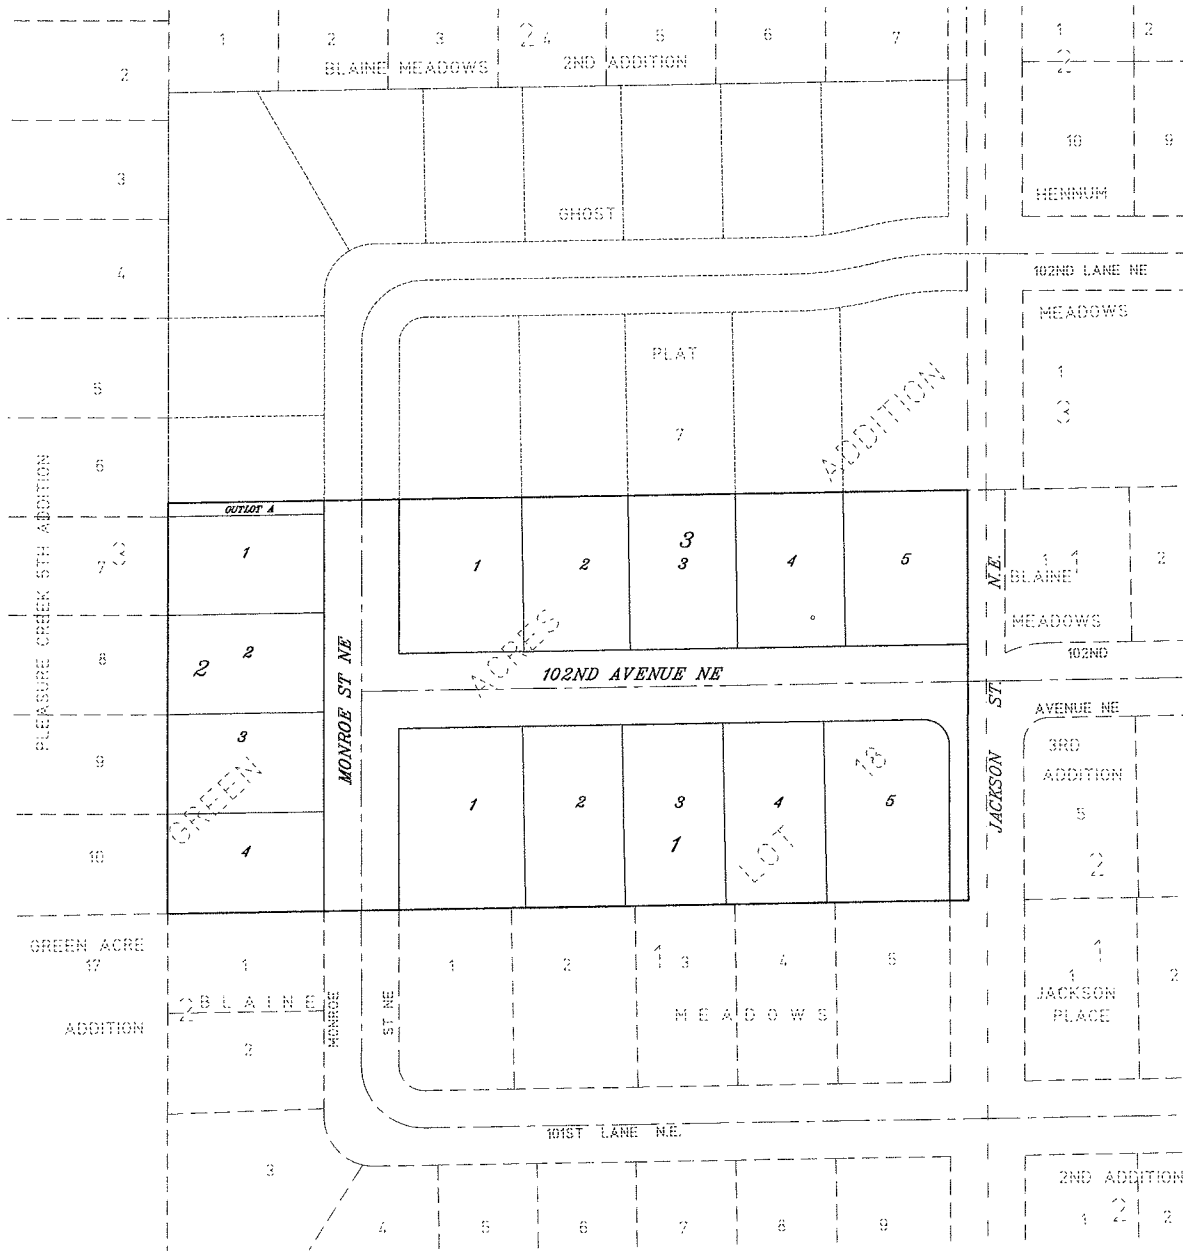 1 2 3 2 4 5 6 7
1 2
BLAINE MEADOWS 2ND ADDITION
2
2
3
10 9
HENNUM
GHOST
4
102ND LANE NE
MEADOWS
PLAT
1
5
ADDITION
3
7
6
PLEASURE CREEK 5TH ADDITION
OUTLOT A
7 3
1
1 2 3 3 4 5
N.E.
1 1 2
BLAINE
MEADOWS
ACRES
8
2 2
MONROE ST NE
102ND AVENUE NE
102ND
JACKSON ST.
AVENUE NE
9
3
GREEN
18
3RD
ADDITION
5
1 2 3 4 5
1
LOT
10
4
2
GREEN ACRE
17
ADDITION
1
2 BLAINE
2
MONROE
ST NE
1 2 1 3 4 5
MEADOWS
1 1 2
JACKSON
PLACE
101ST LANE N.E.
3
2ND ADDITION
4 5 6 7 8 9
1 2 2